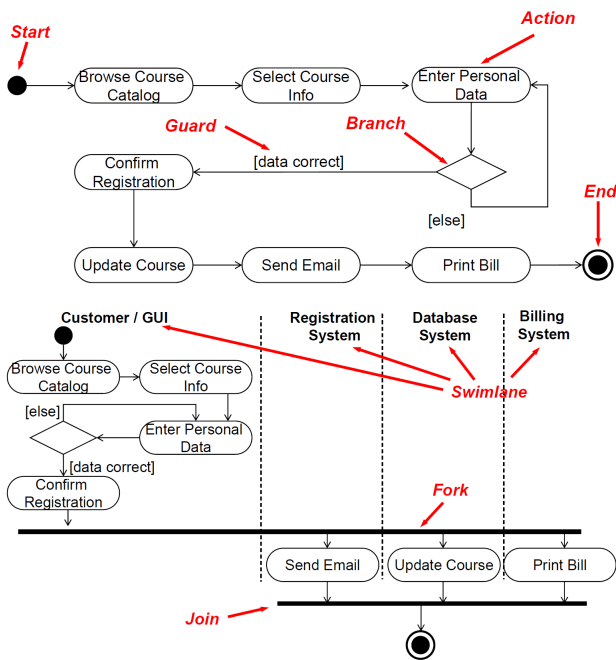 Start
Action
Browse Course
Catalog
Select Course
Info
Enter Personal
Data
Guard
Branch
[data correct]
Confirm
Registration
End
[else]
Update Course
Send Email
Print Bill
Customer / GUI
Registration
System
Database
System
Billing
System
Browse Course
Catalog
Select Course
Info
Swimlane
[else]
Enter Personal
Data
[data correct]
Confirm
Registration
Fork
Send Email
Update Course
Print Bill
Join